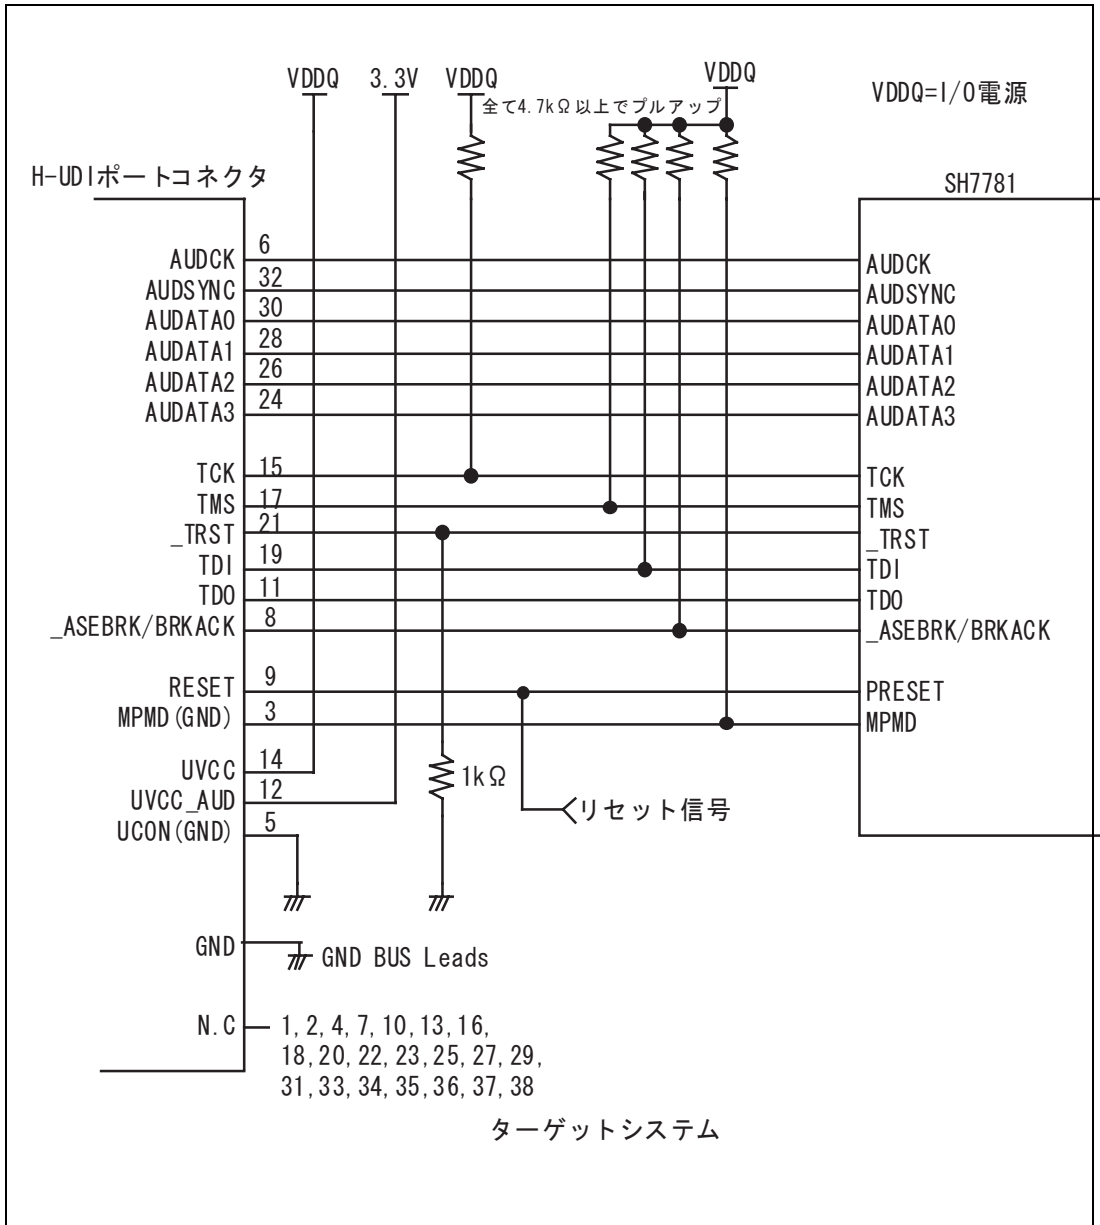 VDDQ 3.3V VDDQ VDDQ
全て4.7kΩ以上でプルアップ
VDDQ=I/O電源
H-UDIポートコネクタ
SH7781
AUDCK 6 AUDCK
AUDSYNC 32 AUDSYNC
AUDATA0 30 AUDATA0
AUDATA1 28 AUDATA1
AUDATA2 26 AUDATA2
AUDATA3 24 AUDATA3
TCK 15 TCK
TMS 17 TMS
_TRST 21 _TRST
TDI 19 TDI
TDO 11 TDO
_ASEBRK/BRKACK 8 _ASEBRK/BRKACK
RESET 9 PRESET
MPMD(GND) 3 MPMD
UVCC 14
1kΩ
UVCC_AUD 12
リセット信号
UCON(GND) 5
GND
GND BUS Leads
N.C 1,2,4,7,10,13,16,
18,20,22,23,25,27,29,
31,33,34,35,36,37,38
ターゲットシステム